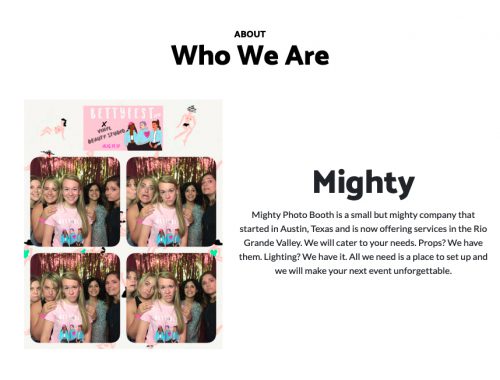 ABOUT
Who We Are
BETTYFEST
X
VINYL
BEAUTY STUDIO
Mighty
Mighty Photo Booth is a small but mighty company that
started in Austin, Texas and is now offering services in the Rio
Grande Valley. We will cater to your needs. Props? We have
them. Lighting? We have it. All we need is a place to set up and
we will make your next event unforgettable.